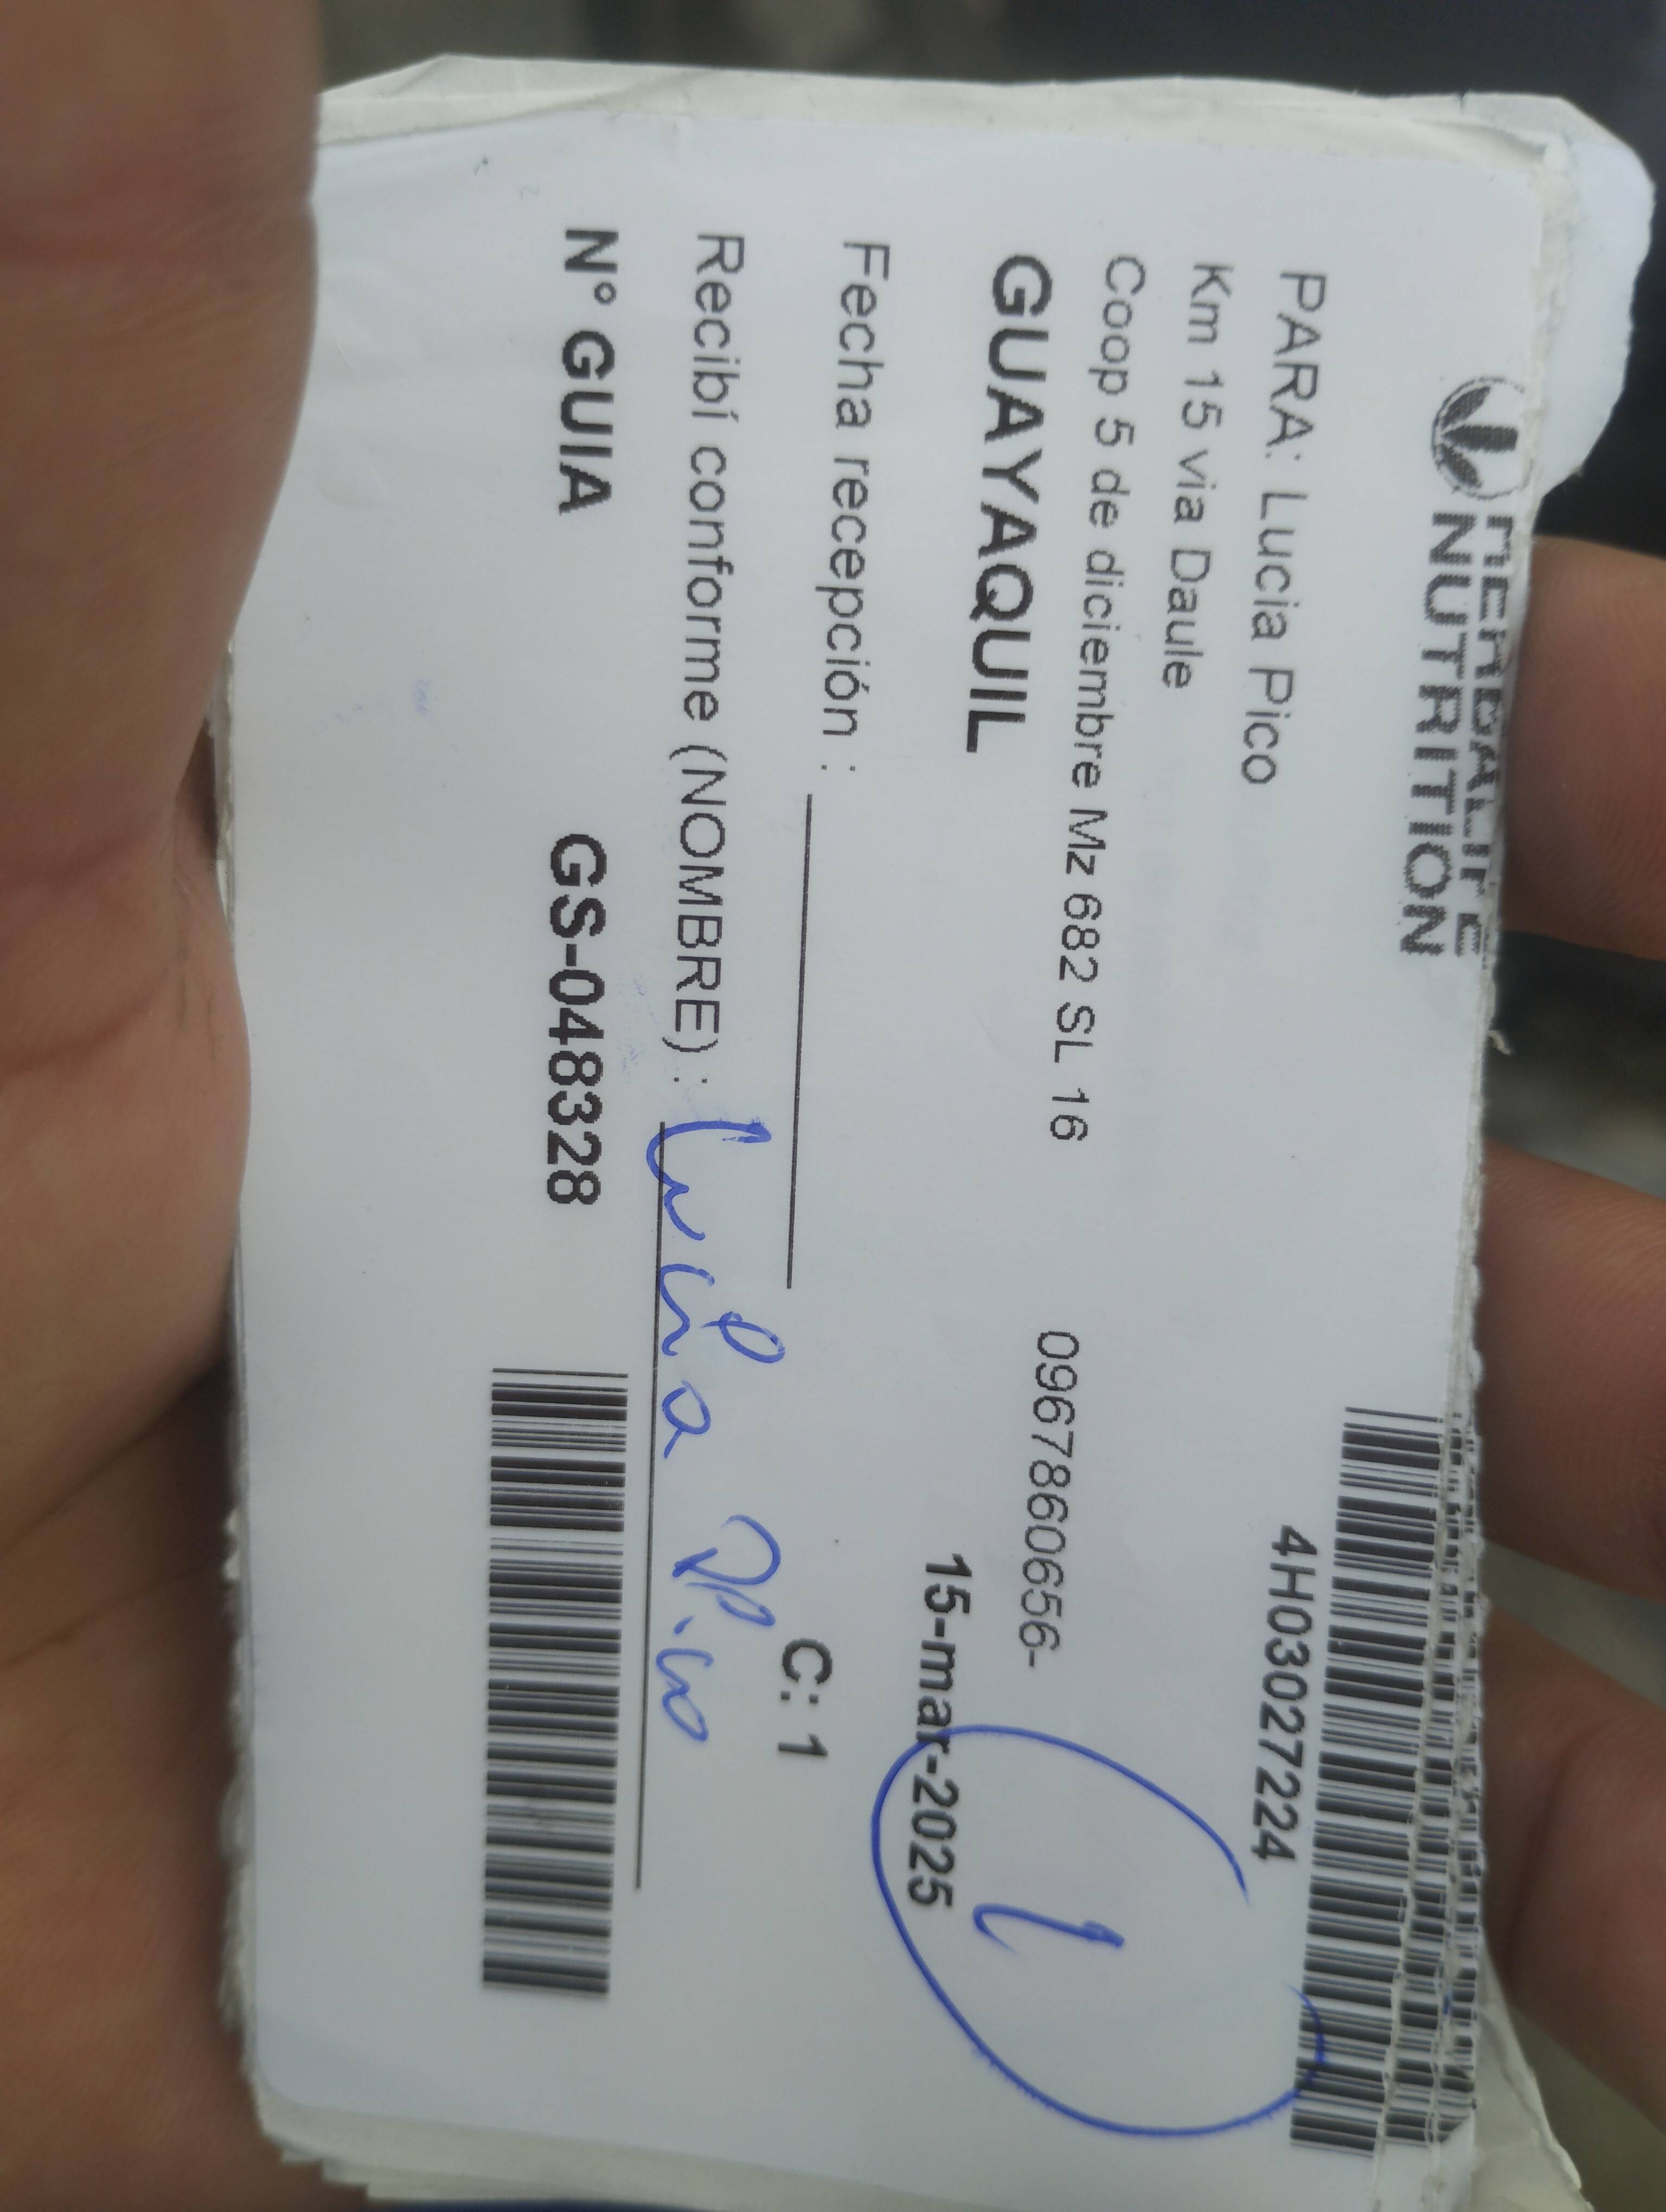 HERBALIFE
NUTRITION
4H03027224
PARA: Lucia Pico
Km 15 via Daule
Coop 5 de diciembre Mz 682 SL 16 0967860656-
1
GUAYAQUIL 15-mar-2025
Fecha recepción :
C: 1
Recibí conforme (NOMBRE) : Lucia Pico
N° GUIA GS-048328